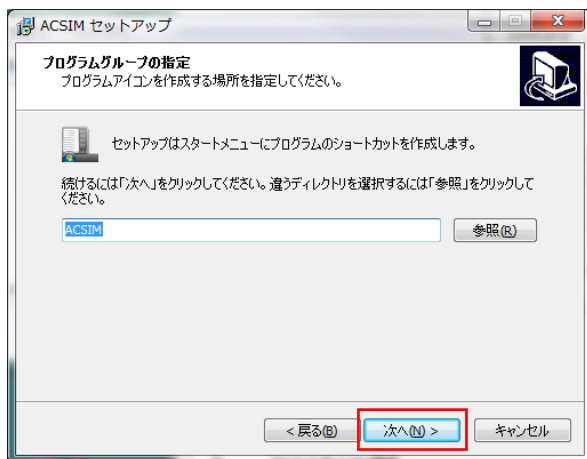 ACSIM セットアップ
プログラムグループの指定
プログラムアイコンを作成する場所を指定してください。
セットアップはスタートメニューにプログラムのショートカットを作成します。
続けるには「次へ」をクリックしてください。違うディレクトリを選択するには「参照」をクリックして
ください。
ACSIM
参照(R)
< 戻る(B)
次へ(N) >
キャンセル